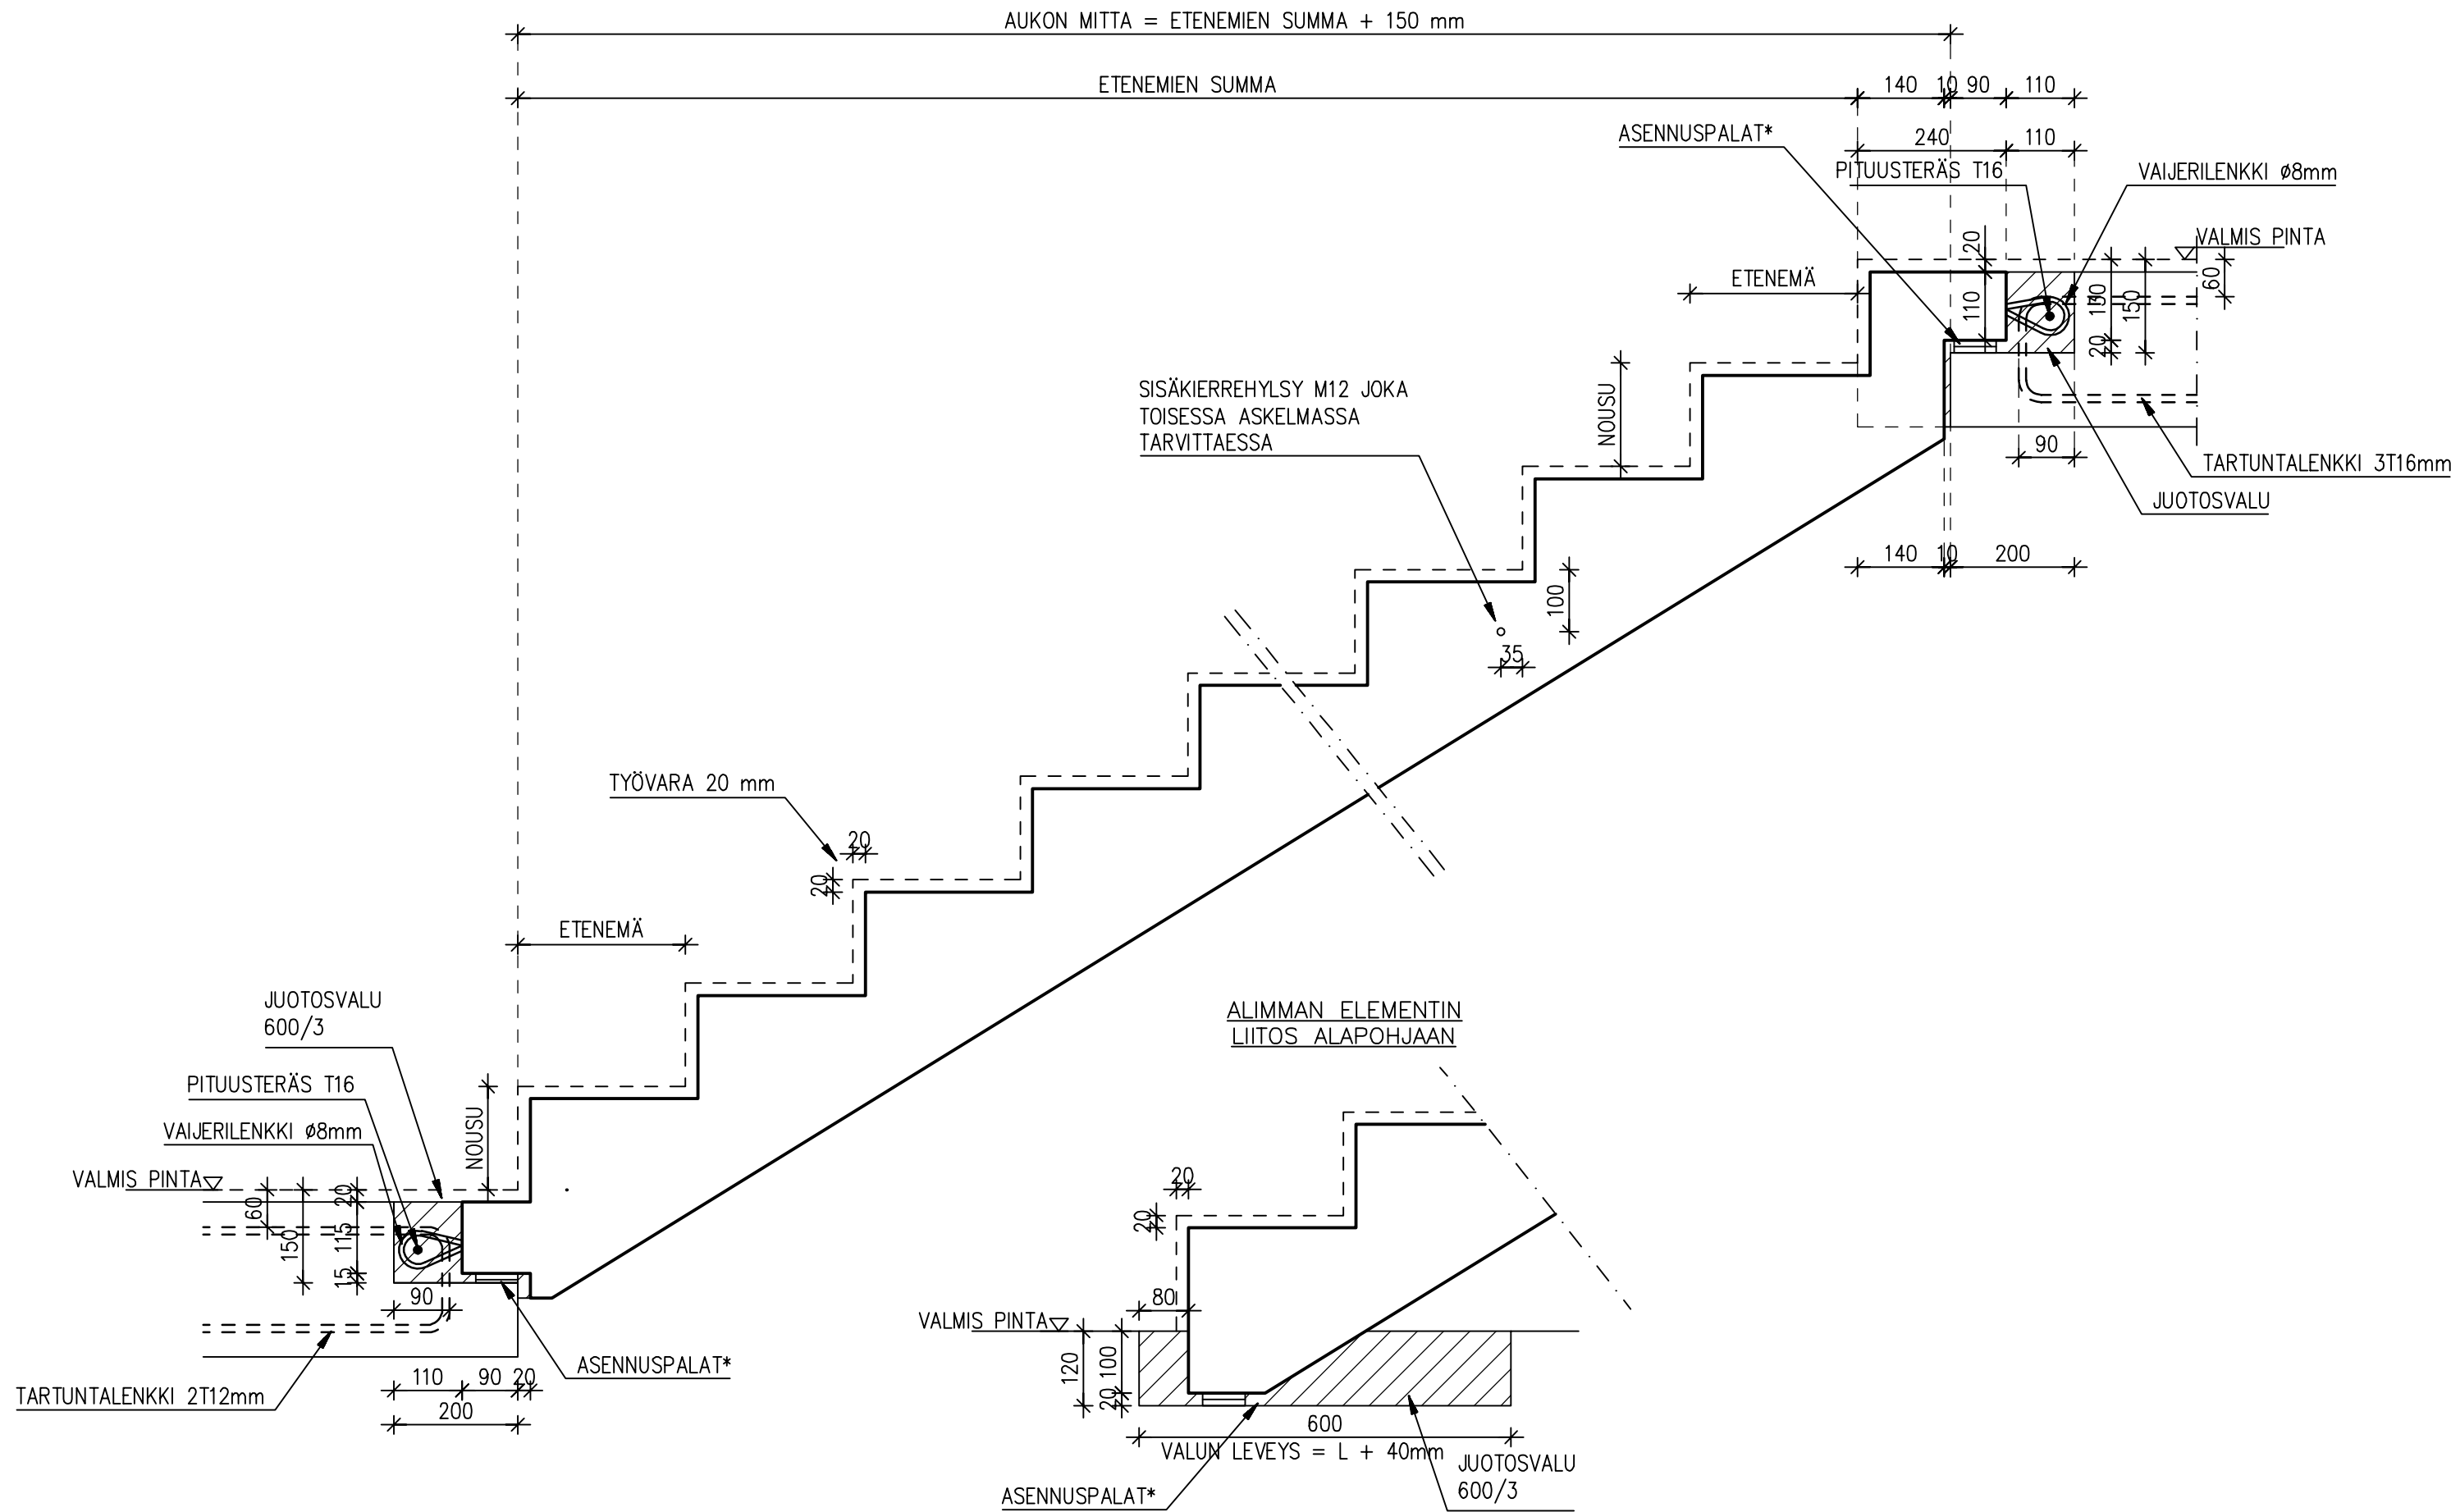 AUKON MITTA = ETENEMIEN SUMMA + 150 mm
ETENEMIEN SUMMA
140 10 90 110
ASENNUSPALAT*
240 110
PITUUSTERÄS T16
VAIJERILENKKI ø8mm
VALMIS PINTA
20
60
ETENEMÄ
110
130
150
20
SISÄKIERREHYLSY M12 JOKA
TOISESSA ASKELMASSA
TARVITTAESSA
NOUSU
90
TARTUNTALENKKI 3T16mm
JUOTOSVALU
140 10 200
100
35
TYÖVARA 20 mm
20
20
ETENEMÄ
JUOTOSVALU
600/3
PITUUSTERÄS T16
NOUSU
VAIJERILENKKI ø8mm
VALMIS PINTA
60
150
20
115
15
90
ASENNUSPALAT*
110 90 20
TARTUNTALENKKI 2T12mm
200
ALIMMAN ELEMENTIN
LIITOS ALAPOHJAAN
20
20
80
VALMIS PINTA
120
100
20
600
VALUN LEVEYS = L + 40mm
JUOTOSVALU
600/3
ASENNUSPALAT*